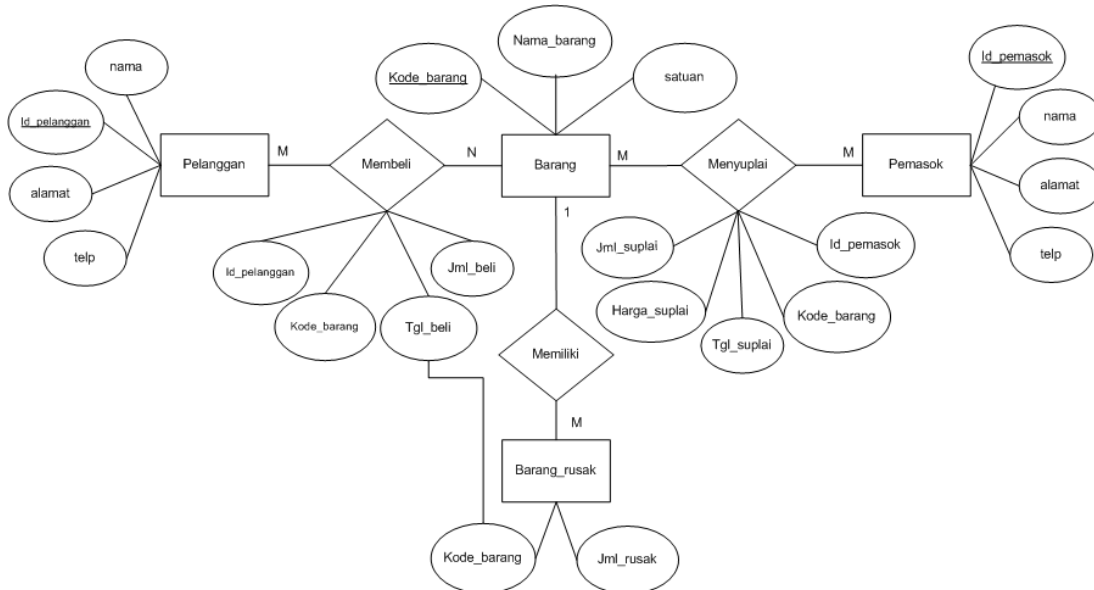 Nama_barang
nama
Id_pemasok
Kode_barang
satuan
Id_pelanggan
nama
Pelanggan
M
Membeli
N
Barang
M
Menyuplai
M
Pemasok
alamat
alamat
1
telp
Id_pelanggan
Jml_beli
Jml_suplai
Id_pemasok
telp
Kode_barang
Tgl_beli
Harga_suplai
Kode_barang
Tgl_suplai
Memiliki
M
Barang_rusak
Kode_barang
Jml_rusak